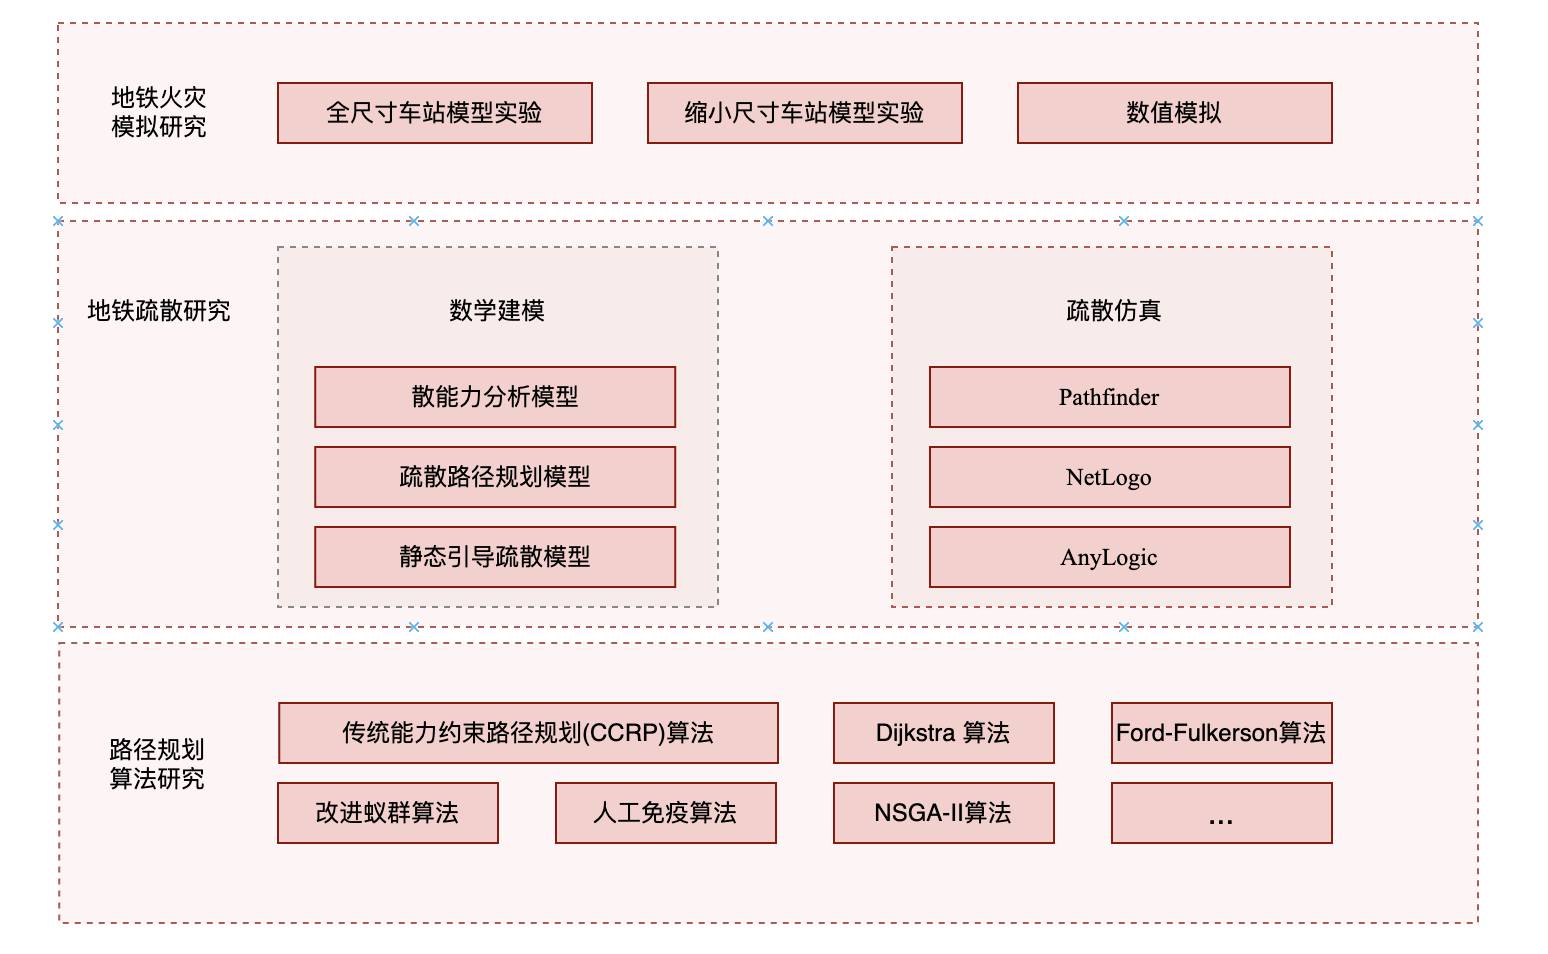 地铁火灾
模拟研究
全尺寸车站模型实验
缩小尺寸车站模型实验
数值模拟
地铁疏散研究
数学建模
散能力分析模型
疏散路径规划模型
静态引导疏散模型
疏散仿真
Pathfinder
NetLogo
AnyLogic
路径规划
算法研究
传统能力约束路径规划(CCRP)算法
Dijkstra 算法
Ford-Fulkerson算法
改进蚁群算法
人工免疫算法
NSGA-II算法
...